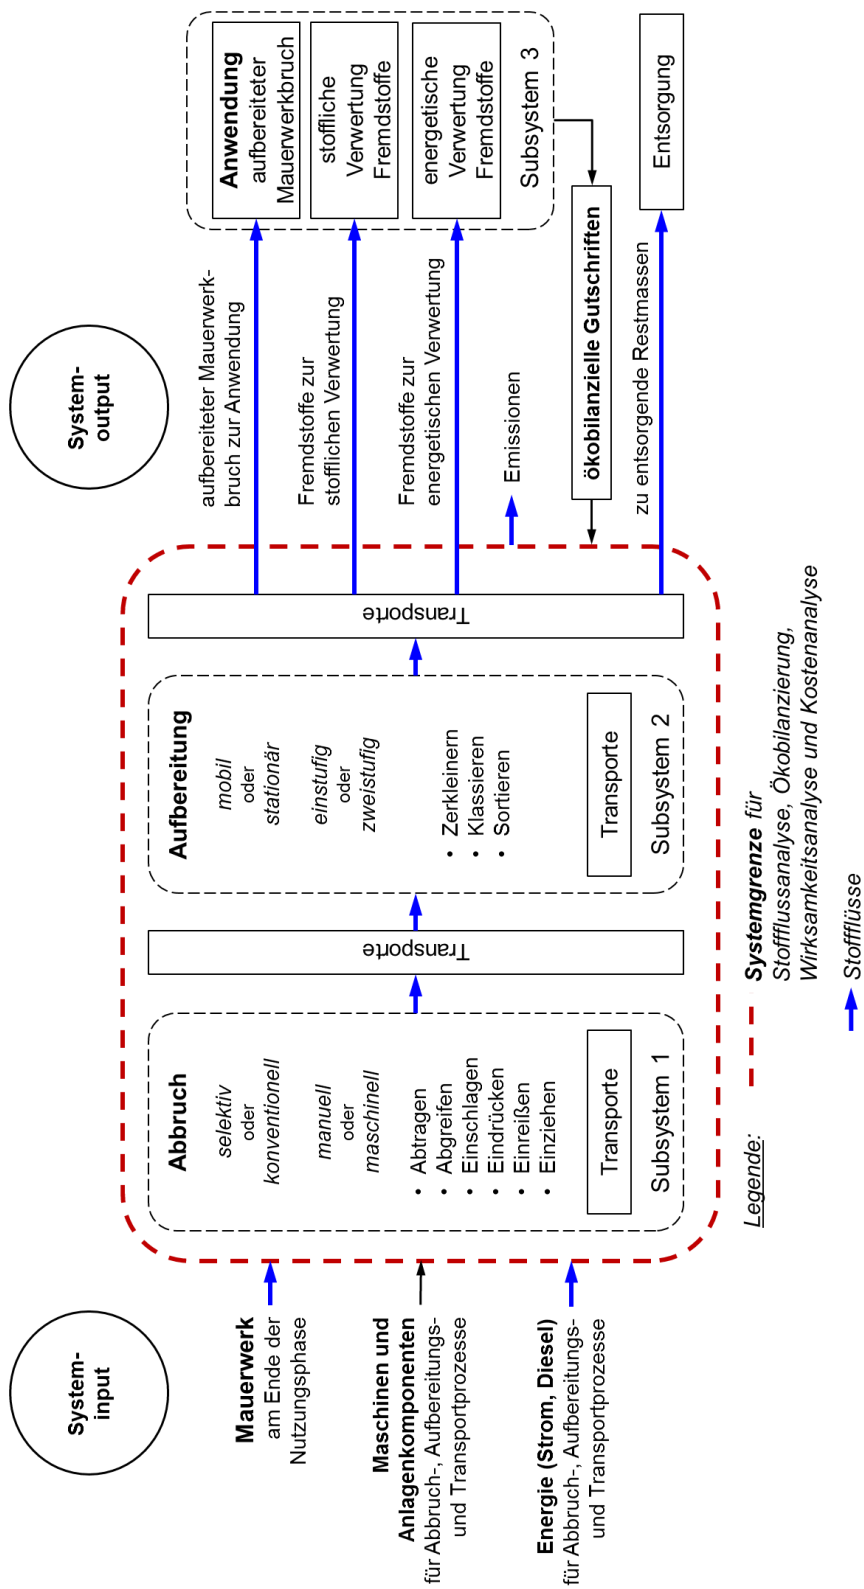 System-
input
Mauerwerk
am Ende der
Nutzungsphase
Maschinen und
Anlagenkomponenten
für Abbruch-, Aufbereitungs-
und Transportprozesse
Energie (Strom, Diesel)
für Abbruch-, Aufbereitungs-
und Transportprozesse
Abbruch
selektiv
oder
konventionell
manuell
oder
maschinell
• Abtragen
• Abgreifen
• Einschlagen
• Eindrücken
• Einreißen
• Einziehen
Transporte
Subsystem 1
Transporte
Aufbereitung
mobil
oder
stationär
einstufig
oder
zweistufig
• Zerkleinern
• Klassieren
• Sortieren
Transporte
Subsystem 2
Transporte
System-
output
aufbereiteter Mauerwerk-
bruch zur Anwendung
Fremdstoffe zur
stofflichen Verwertung
Fremdstoffe zur
energetischen Verwertung
Emissionen
ökobilanzielle Gutschriften
zu entsorgende Restmassen
Anwendung
aufbereiteter
Mauerwerkbruch
stoffliche
Verwertung
Fremdstoffe
energetische
Verwertung
Fremdstoffe
Subsystem 3
Entsorgung
Legende:
Systemgrenze für
Stoffflussanalyse, Ökobilanzierung,
Wirksamkeitsanalyse und Kostenanalyse
Stoffflüsse